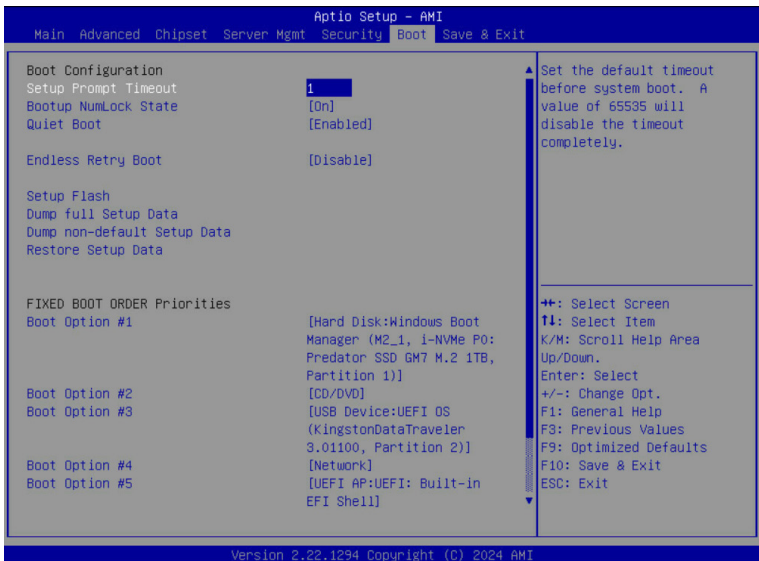 Aptio Setup – AMI
Main Advanced Chipset Server Mgmt Security Boot Save & Exit
Boot Configuration
Setup Prompt Timeout 1
Bootup NumLock State [On]
Quiet Boot [Enabled]
Endless Retry Boot [Disable]
Setup Flash
Dump full Setup Data
Dump non-default Setup Data
Restore Setup Data
FIXED BOOT ORDER Priorities
Boot Option #1 [Hard Disk:Windows Boot
Manager (M2_1, i-NVMe P0:
Predator SSD GM7 M.2 1TB,
Partition 1)]
Boot Option #2 [CD/DVD]
Boot Option #3 [USB Device:UEFI OS
(KingstonDataTraveler
3.01100, Partition 2)]
Boot Option #4 [Network]
Boot Option #5 [UEFI AP:UEFI: Built-in
EFI Shell]
Set the default timeout
before system boot. A
value of 65535 will
disable the timeout
completely.
→←: Select Screen
↑↓: Select Item
K/M: Scroll Help Area
Up/Down.
Enter: Select
+/-: Change Opt.
F1: General Help
F3: Previous Values
F9: Optimized Defaults
F10: Save & Exit
ESC: Exit
Version 2.22.1294 Copyright (C) 2024 AMI